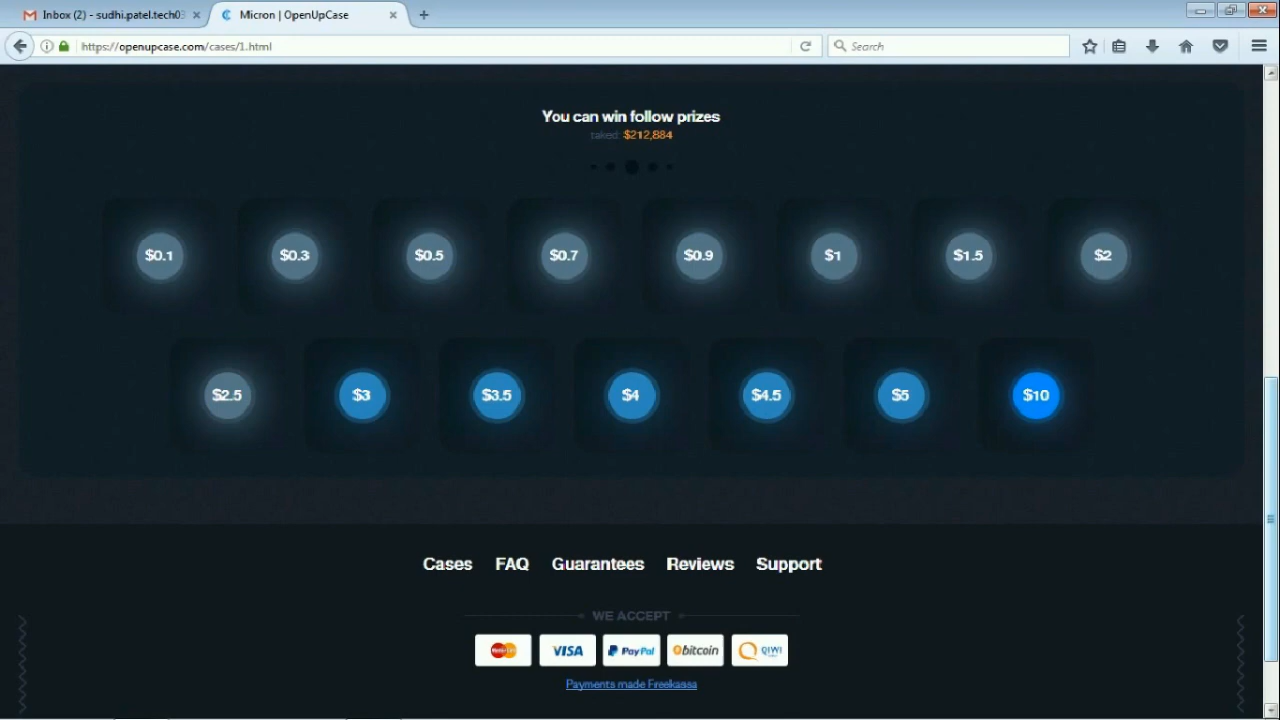 Inbox (2) - sudhi.patel.tech03
Micron | OpenUpCase
https://openupcase.com/cases/1.html
Search
You can win follow prizes
taked: $212,884
$0.1 $0.3 $0.5 $0.7 $0.9 $1 $1.5 $2
$2.5 $3 $3.5 $4 $4.5 $5 $10
Cases FAQ Guarantees Reviews Support
WE ACCEPT
MasterCard VISA PayPal bitcoin QIWI
Payments made Freekassa